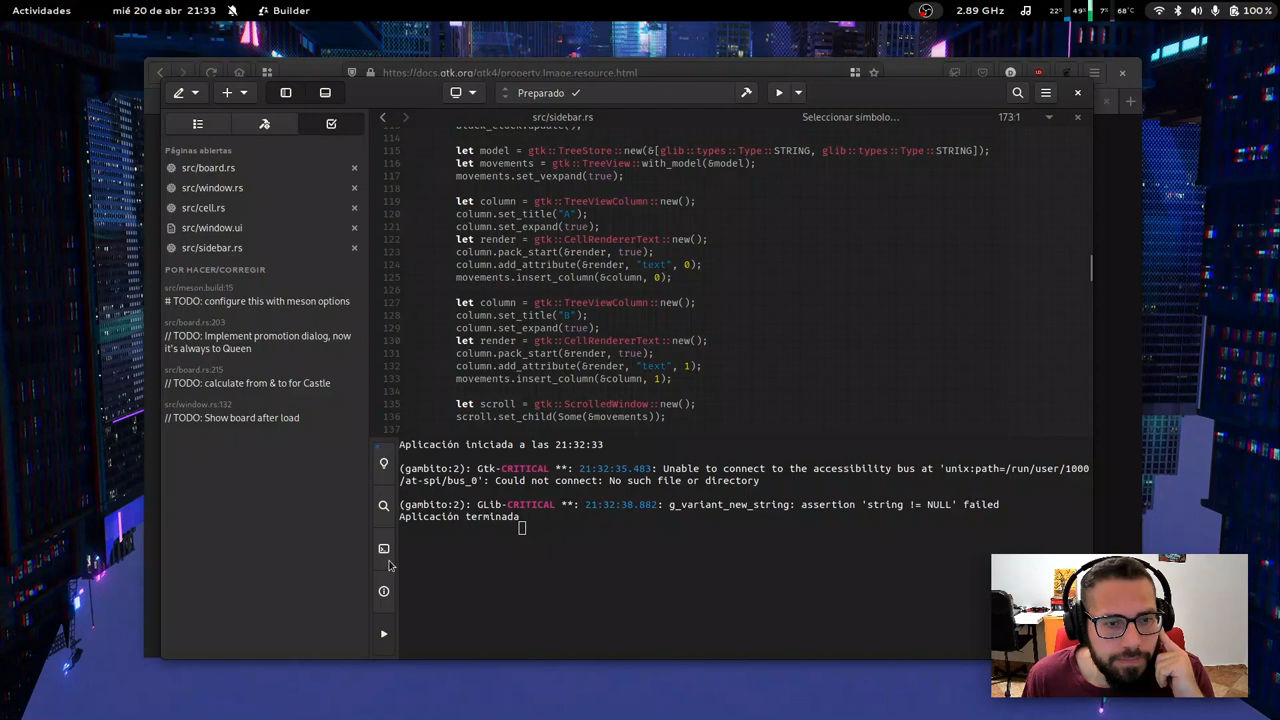 Actividades
mié 20 de abr 21:33
Builder
2.89 GHz
22%
49%
7%
68°C
100 %
https://docs.gtk.org/gtk4/property.Image.resource.html
Preparado
src/sidebar.rs
Seleccionar símbolo…
173:1
Páginas abiertas
src/board.rs
src/window.rs
src/cell.rs
src/window.ui
src/sidebar.rs
POR HACER/CORREGIR
src/meson.build:15
# TODO: configure this with meson options
src/board.rs:203
// TODO: Implement promotion dialog, now
it's always to Queen
src/board.rs:215
// TODO: calculate from & to for Castle
src/window.rs:132
// TODO: Show board after load
114
115 let model = gtk::TreeStore::new(&[glib::types::Type::STRING, glib::types::Type::STRING]);
116 let movements = gtk::TreeView::with_model(&model);
117 movements.set_vexpand(true);
118
119 let column = gtk::TreeViewColumn::new();
120 column.set_title("A");
121 column.set_expand(true);
122 let render = gtk::CellRendererText::new();
123 column.pack_start(&render, true);
124 column.add_attribute(&render, "text", 0);
125 movements.insert_column(&column, 0);
126
127 let column = gtk::TreeViewColumn::new();
128 column.set_title("B");
129 column.set_expand(true);
130 let render = gtk::CellRendererText::new();
131 column.pack_start(&render, true);
132 column.add_attribute(&render, "text", 1);
133 movements.insert_column(&column, 1);
134
135 let scroll = gtk::ScrolledWindow::new();
136 scroll.set_child(Some(&movements));
137
Aplicación iniciada a las 21:32:33
(gambito:2): Gtk-CRITICAL **: 21:32:35.483: Unable to connect to the accessibility bus at 'unix:path=/run/user/1000
/at-spi/bus_0': Could not connect: No such file or directory
(gambito:2): GLib-CRITICAL **: 21:32:38.882: g_variant_new_string: assertion 'string != NULL' failed
Aplicación terminada